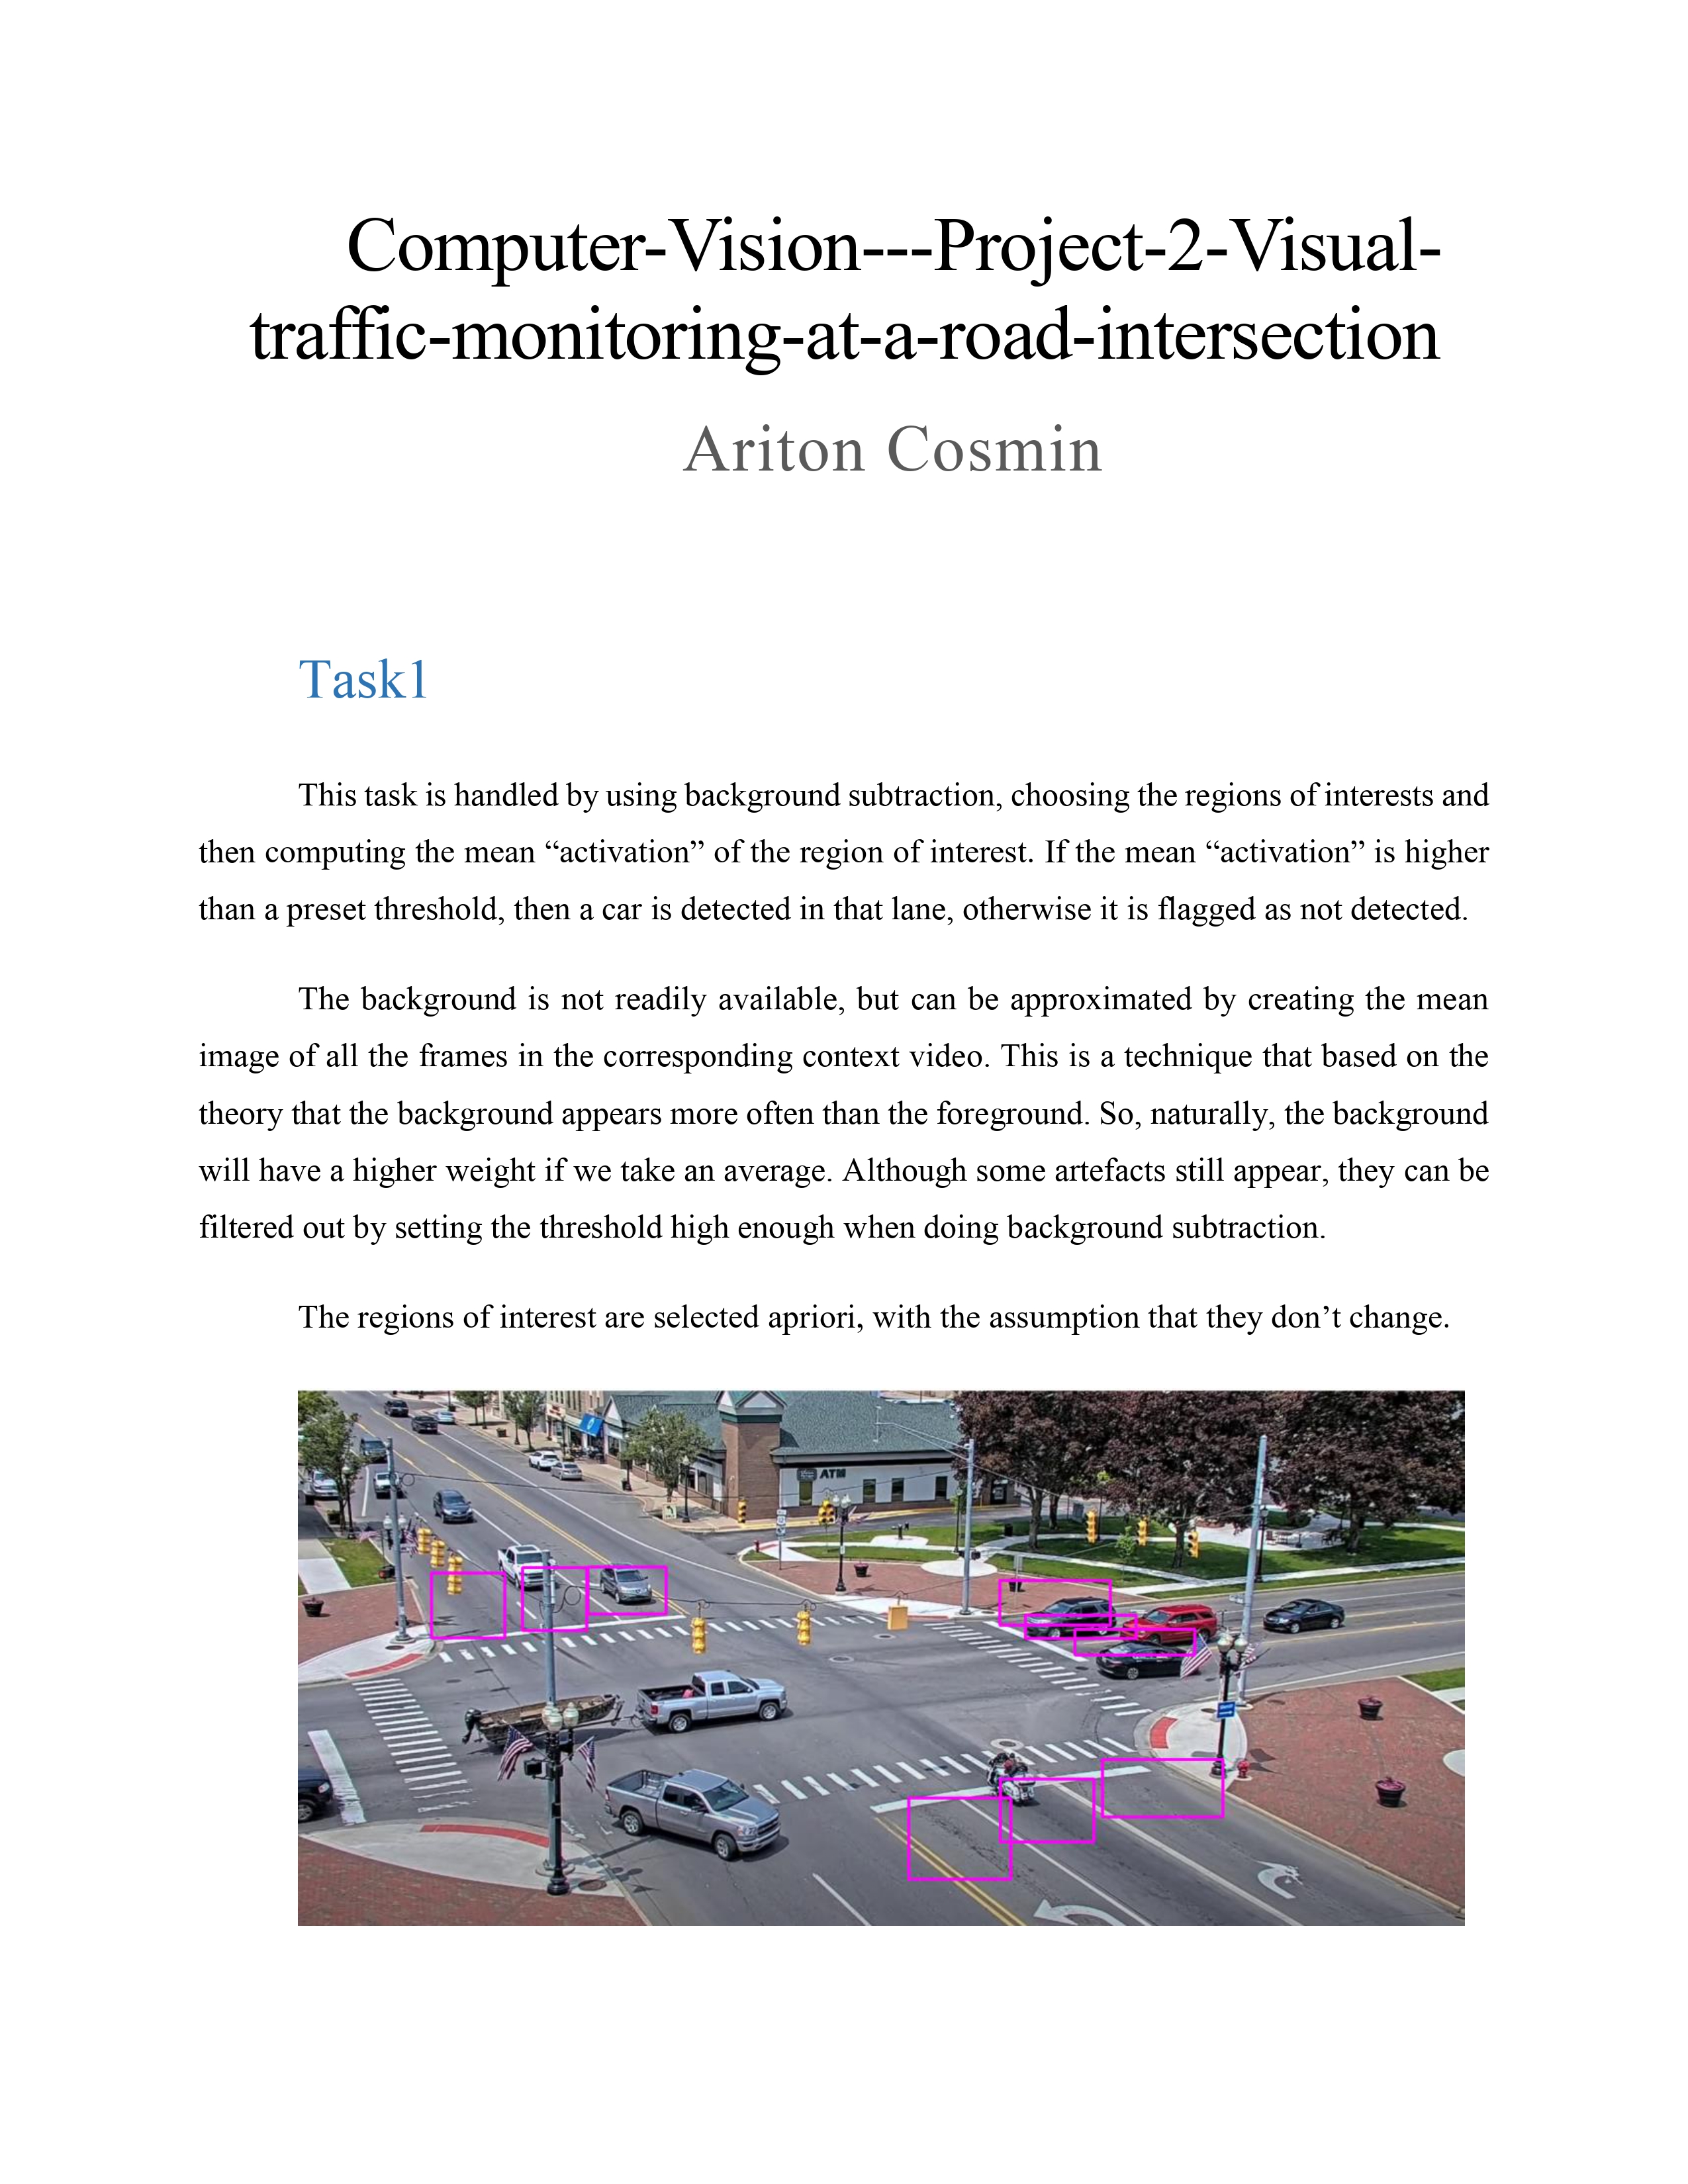 Computer-Vision---Project-2-Visual-
traffic-monitoring-at-a-road-intersection
Ariton Cosmin
Task1
This task is handled by using background subtraction, choosing the regions of interests and
then computing the mean “activation” of the region of interest. If the mean “activation” is higher
than a preset threshold, then a car is detected in that lane, otherwise it is flagged as not detected.
The background is not readily available, but can be approximated by creating the mean
image of all the frames in the corresponding context video. This is a technique that based on the
theory that the background appears more often than the foreground. So, naturally, the background
will have a higher weight if we take an average. Although some artefacts still appear, they can be
filtered out by setting the threshold high enough when doing background subtraction.
The regions of interest are selected apriori, with the assumption that they don’t change.
ATM